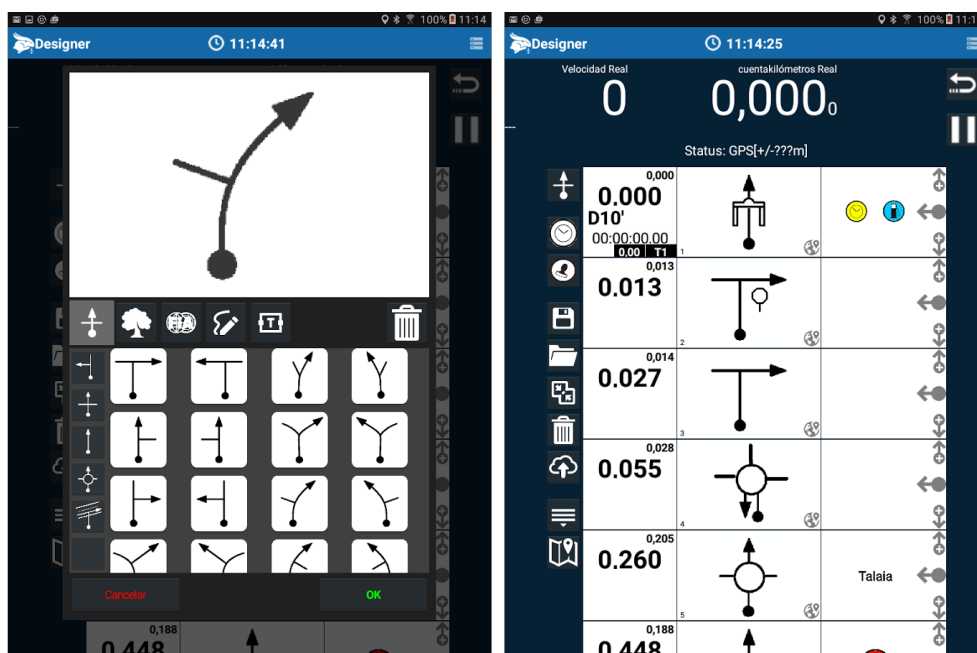 100% 11:14
Designer 11:14:41
FIA
T
Cancelar OK
0,188
0.448
100% 11:1
Designer 11:14:25
Velocidad Real cuentakilómetros Real
0 0,0000
Status: GPS[+/-???m]
0,000
0.000
D10'
00:00:00.00
0,00 T1
1
0,013
0.013
2
0,014
0.027
3
0,028
0.055
4
0,205
0.260
Talaia
5
0,188
0.448